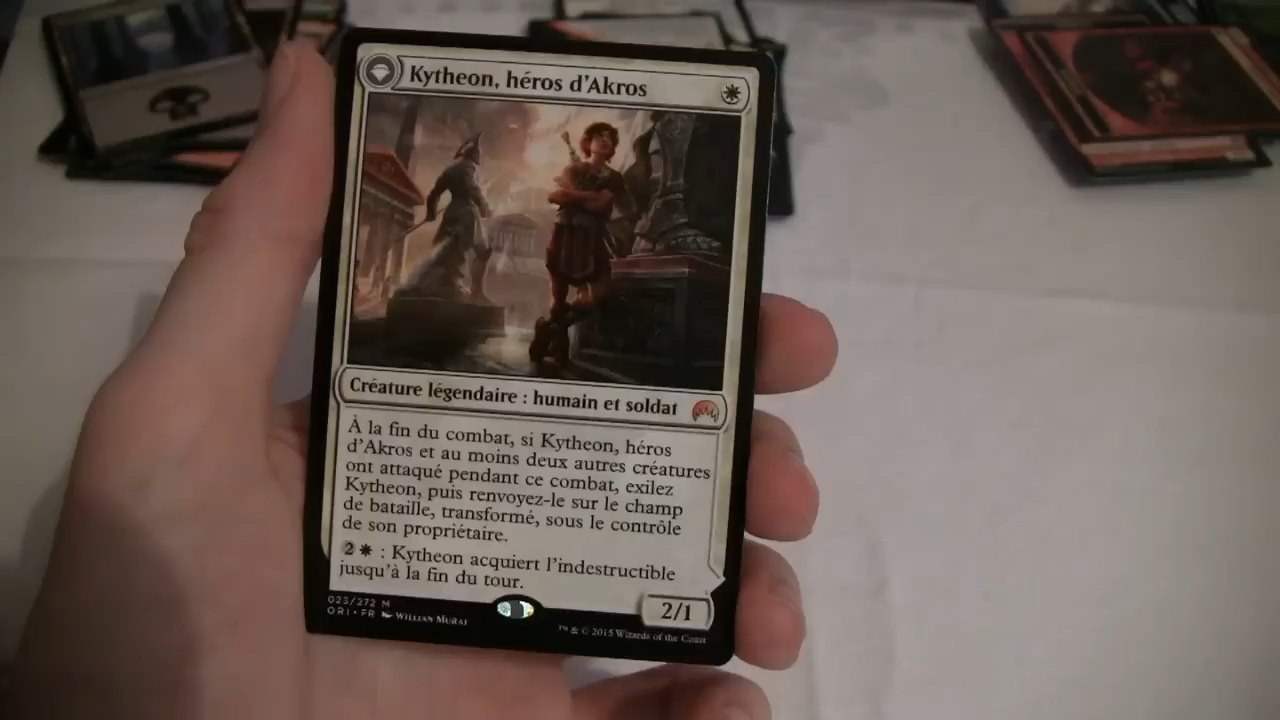 Kytheon, héros d'Akros
Créature légendaire : humain et soldat
À la fin du combat, si Kytheon, héros
d'Akros et au moins deux autres créatures
ont attaqué pendant ce combat, exilez
Kytheon, puis renvoyez-le sur le champ
de bataille, transformé, sous le contrôle
de son propriétaire.
2 : Kytheon acquiert l'indestructible
jusqu'à la fin du tour.
2/1
023/272 M
ORI • FR WILLIAN MURAI
™ & © 2015 Wizards of the Coast